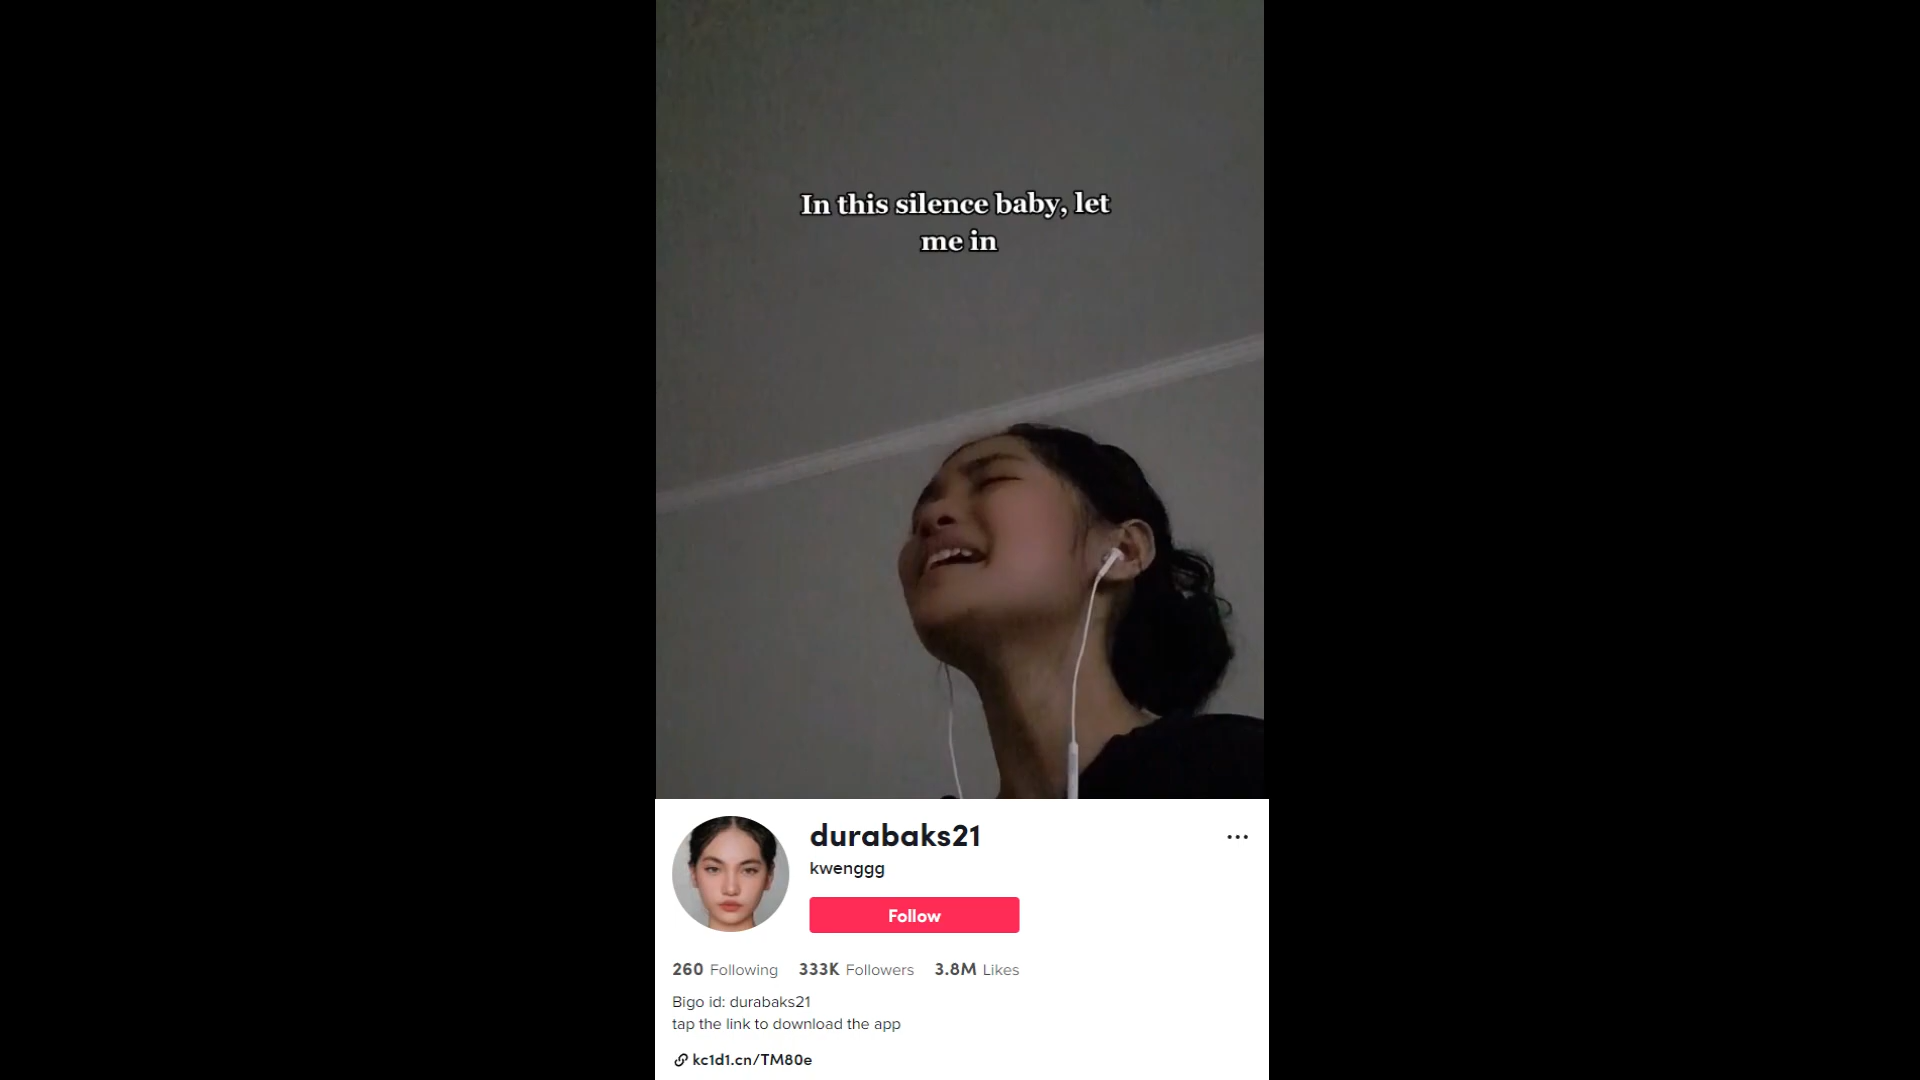 In this silence baby, let
me in
durabaks21
kwenggg
Follow
260 Following 333K Followers 3.8M Likes
Bigo id: durabaks21
tap the link to download the app
kc1d1.cn/TM80e